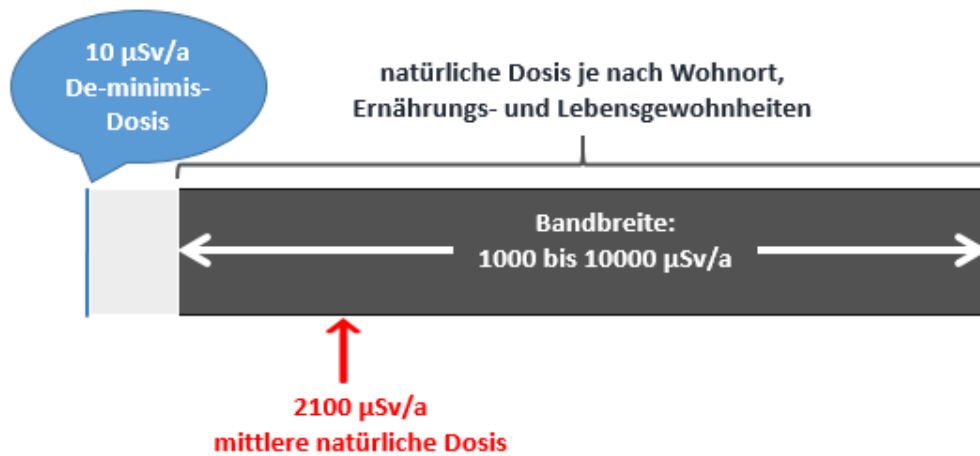 10 µSv/a
De-minimis-
Dosis
natürliche Dosis je nach Wohnort,
Ernährungs- und Lebensgewohnheiten
Bandbreite:
1000 bis 10000 µSv/a
2100 µSv/a
mittlere natürliche Dosis